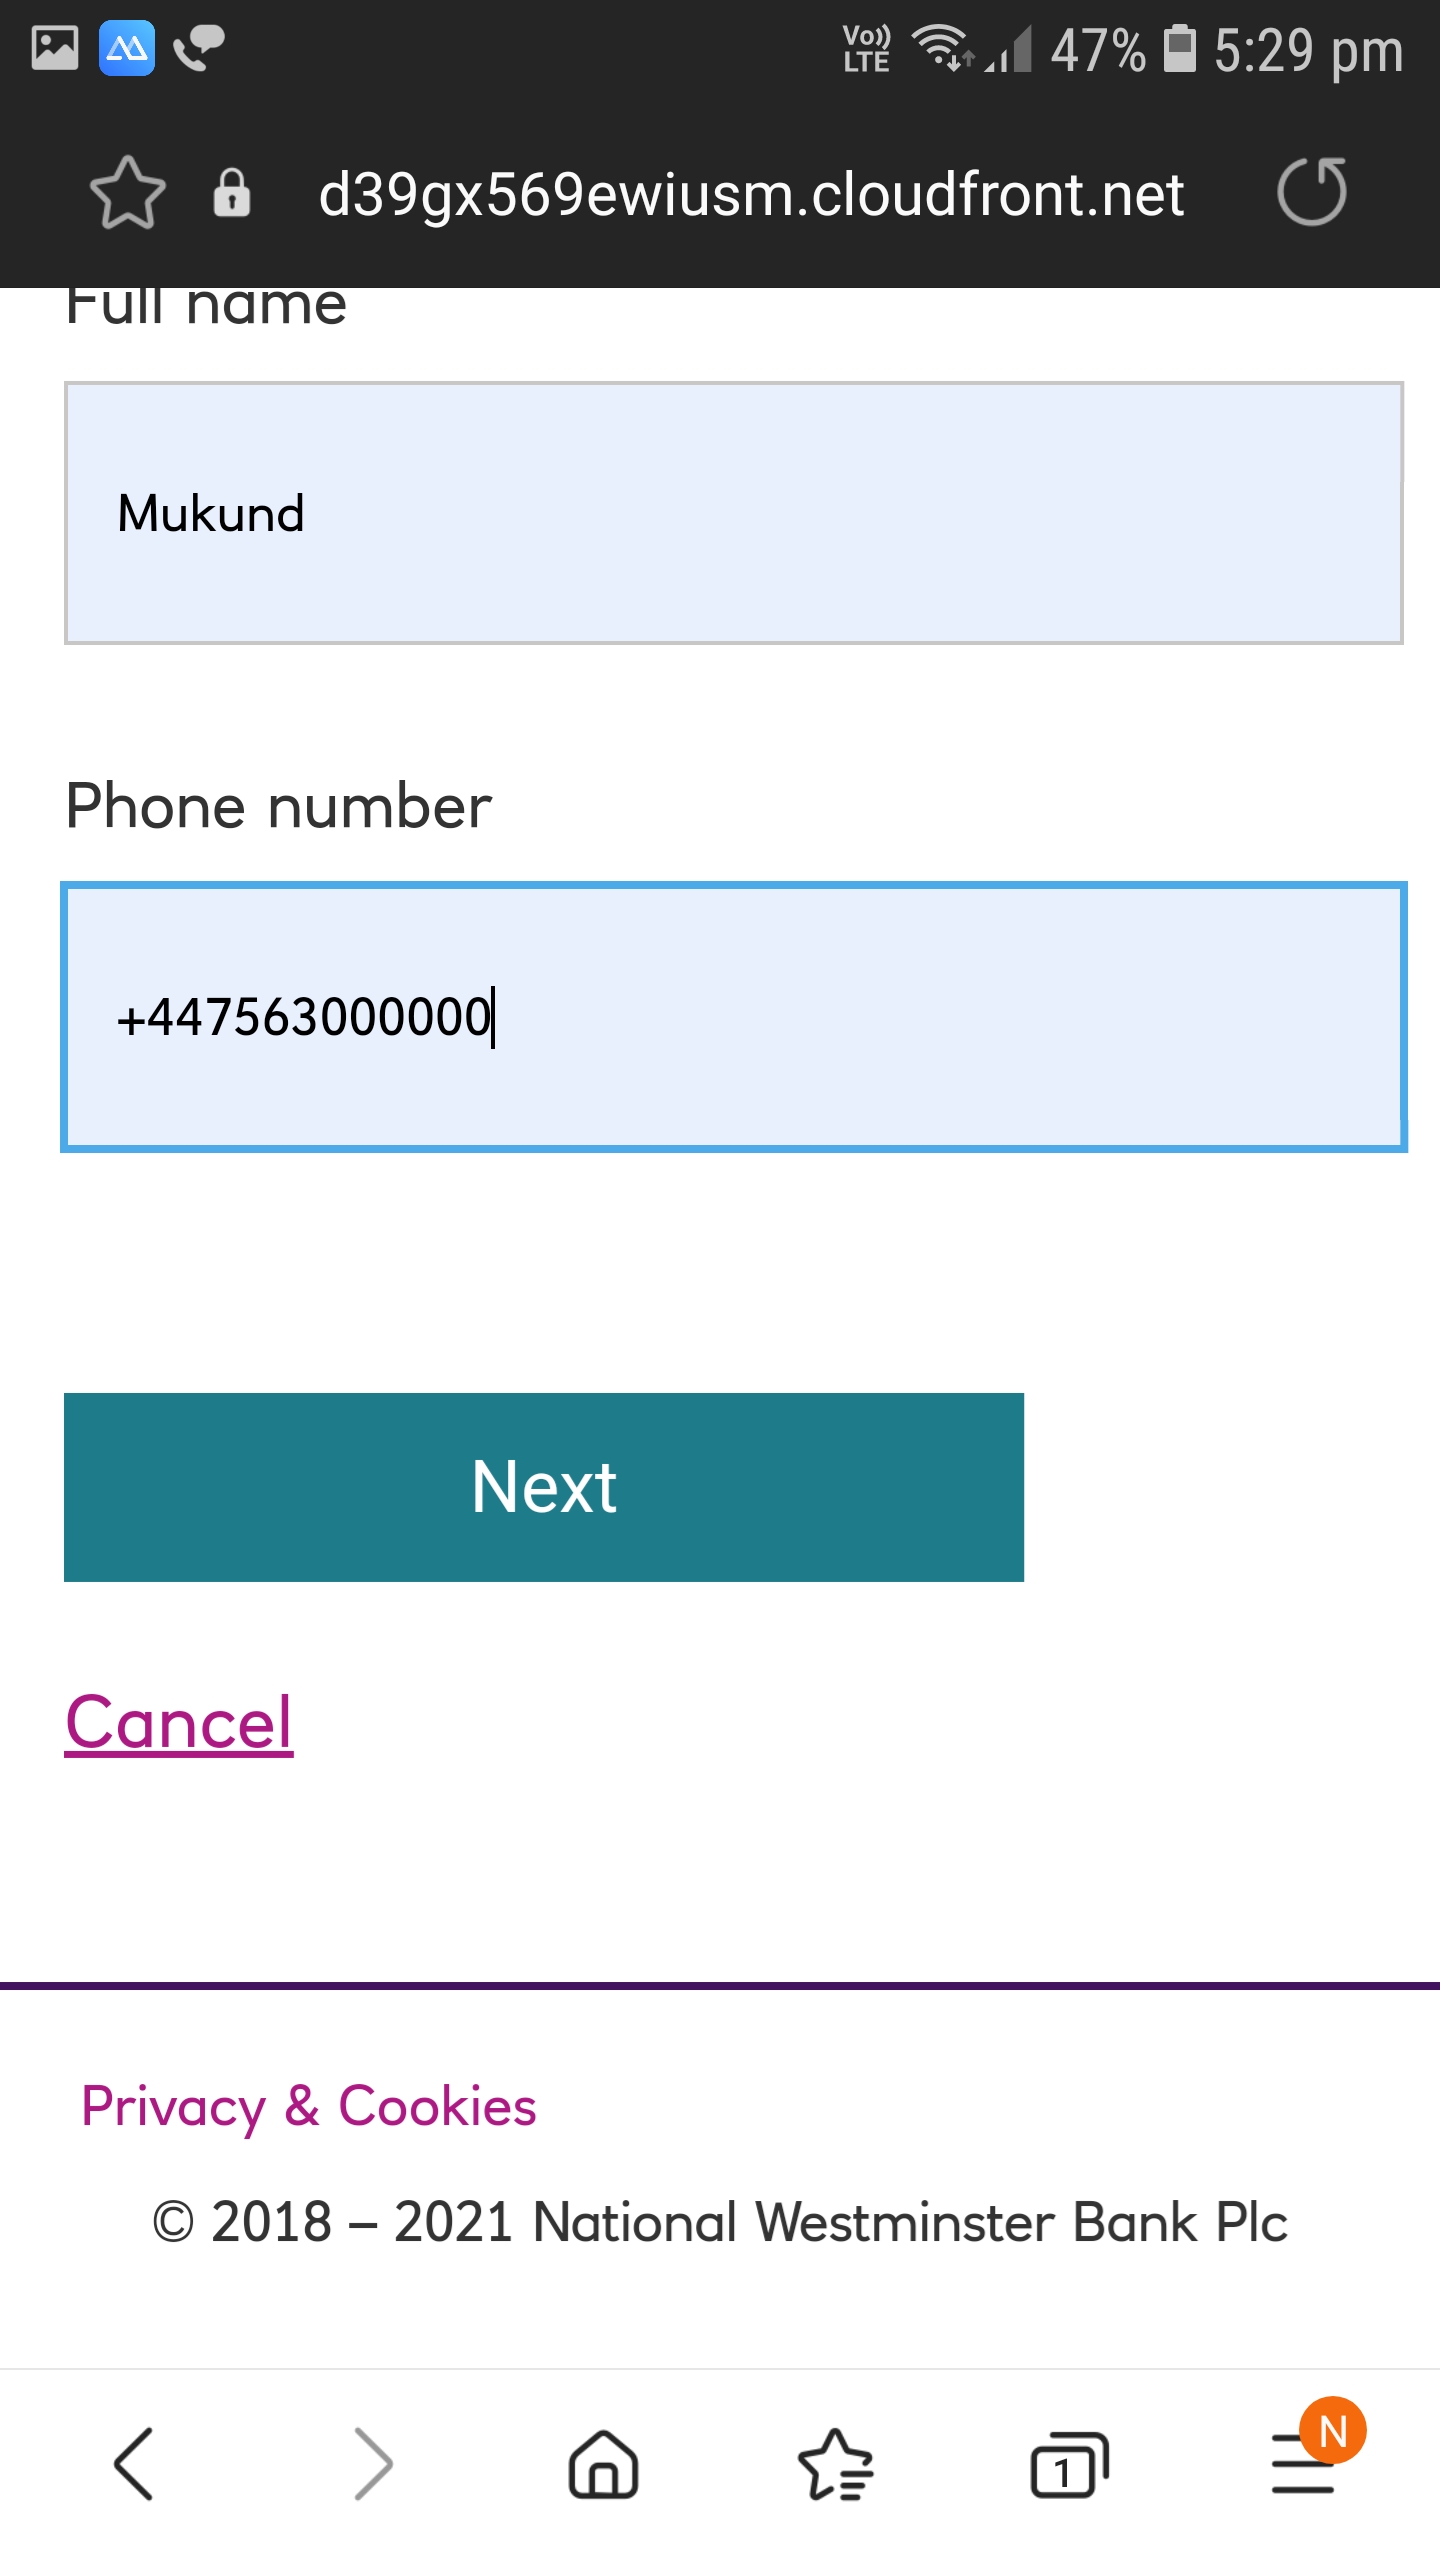 Vo)) LTE 47% 5:29 pm
d39gx569ewiusm.cloudfront.net
Full name
Mukund
Phone number
+447563000000
Next
Cancel
Privacy & Cookies
© 2018 – 2021 National Westminster Bank Plc
1
N